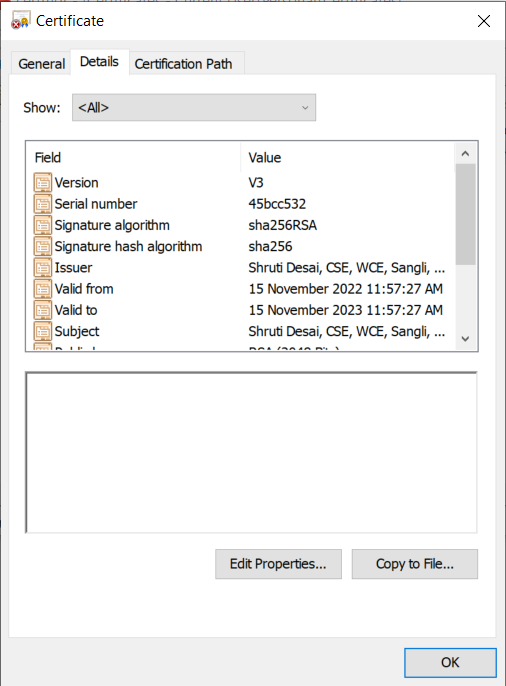 Certificate
General Details Certification Path
Show: <All>
Field Value
Version V3
Serial number 45bcc532
Signature algorithm sha256RSA
Signature hash algorithm sha256
Issuer Shruti Desai, CSE, WCE, Sangli, ...
Valid from 15 November 2022 11:57:27 AM
Valid to 15 November 2023 11:57:27 AM
Subject Shruti Desai, CSE, WCE, Sangli, ...
Edit Properties... Copy to File...
OK